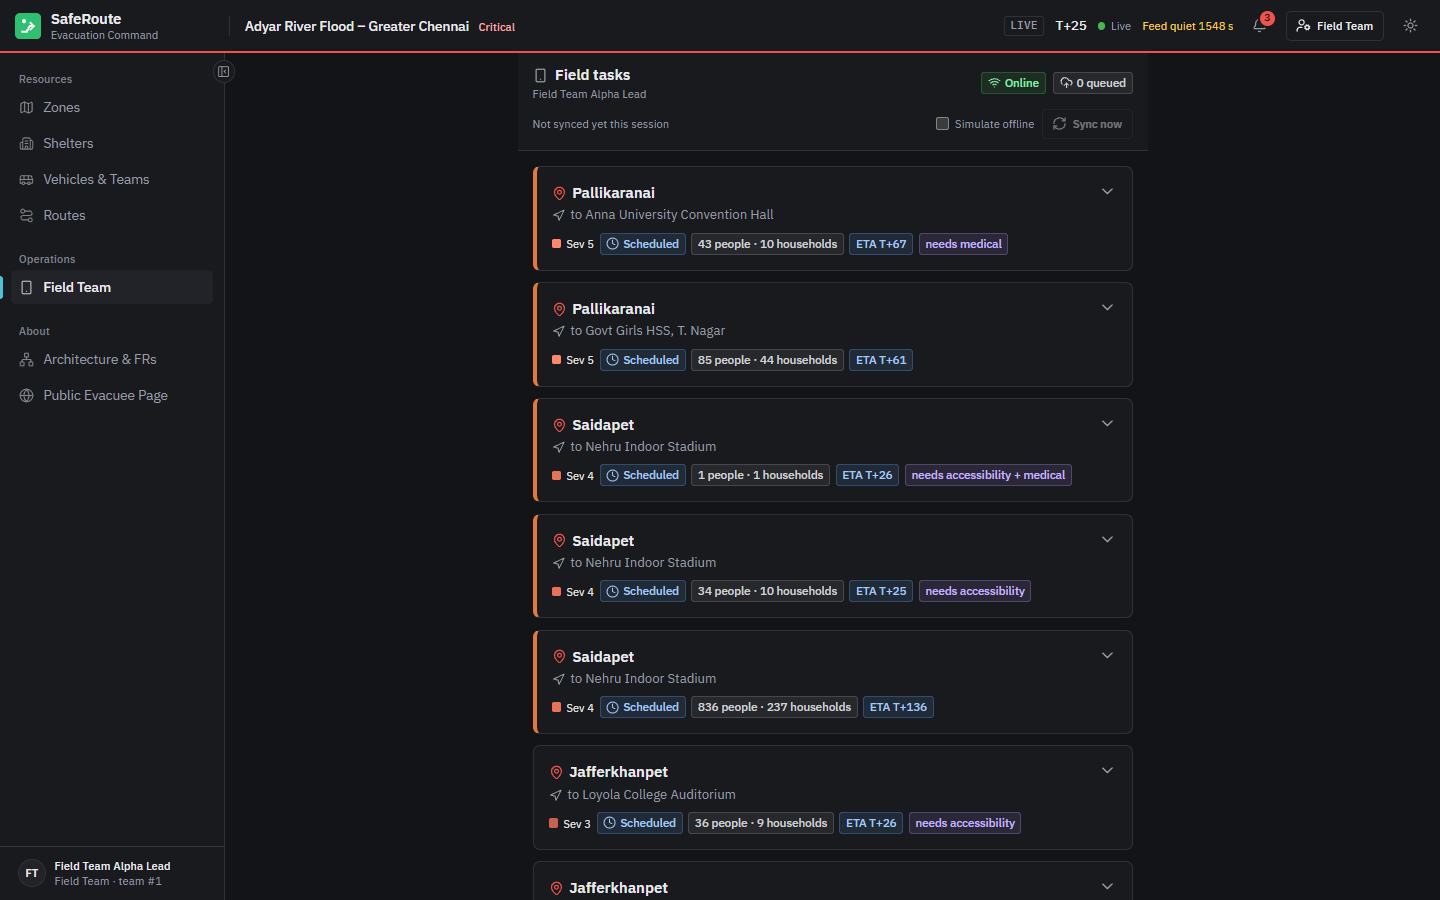 SafeRoute
Evacuation Command
Adyar River Flood – Greater Chennai Critical
LIVE T+25 Live Feed quiet 1548 s 3 Field Team
Resources
Zones
Shelters
Vehicles & Teams
Routes
Operations
Field Team
About
Architecture & FRs
Public Evacuee Page
FT
Field Team Alpha Lead
Field Team · team #1
Field tasks
Field Team Alpha Lead
Online 0 queued
Not synced yet this session
Simulate offline Sync now
Pallikaranai
to Anna University Convention Hall
Sev 5 Scheduled 43 people · 10 households ETA T+67 needs medical
Pallikaranai
to Govt Girls HSS, T. Nagar
Sev 5 Scheduled 85 people · 44 households ETA T+61
Saidapet
to Nehru Indoor Stadium
Sev 4 Scheduled 1 people · 1 households ETA T+26 needs accessibility + medical
Saidapet
to Nehru Indoor Stadium
Sev 4 Scheduled 34 people · 10 households ETA T+25 needs accessibility
Saidapet
to Nehru Indoor Stadium
Sev 4 Scheduled 836 people · 237 households ETA T+136
Jafferkhanpet
to Loyola College Auditorium
Sev 3 Scheduled 36 people · 9 households ETA T+26 needs accessibility
Jafferkhanpet